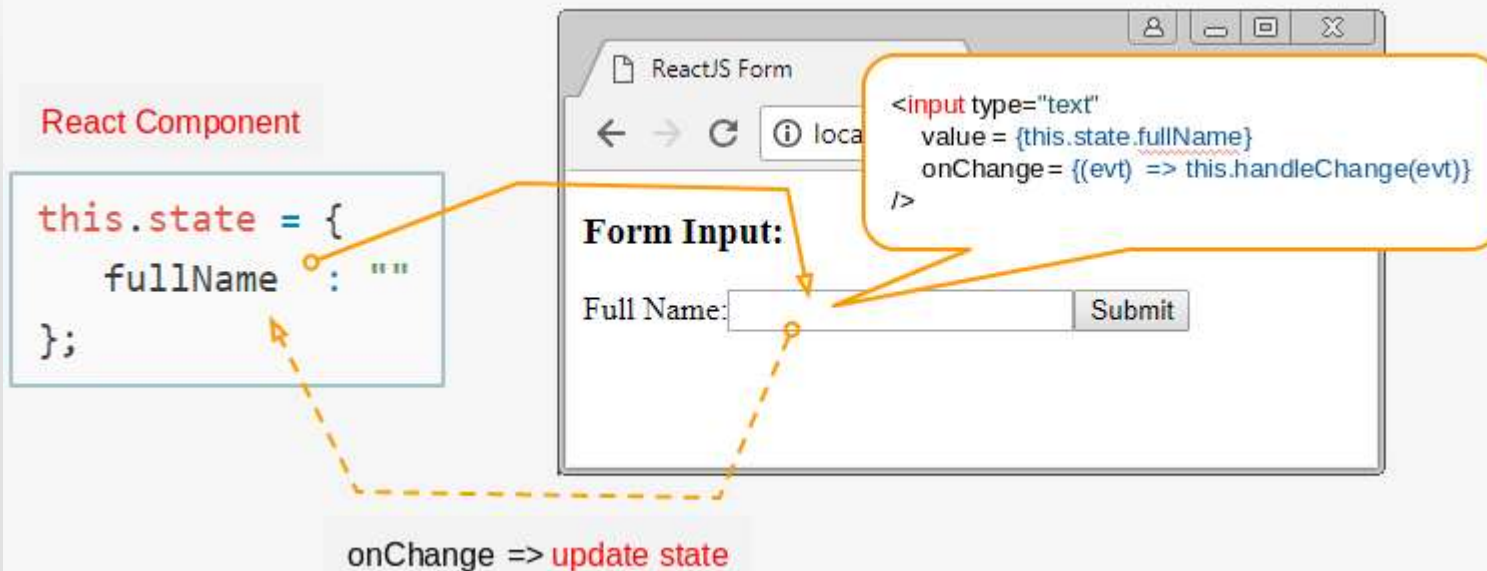 React Component
this.state = {
fullName : ""
};
ReactJS Form
loca
<input type="text"
value = {this.state.fullName}
onChange = {(evt) => this.handleChange(evt)}
/>
Form Input:
Full Name: Submit
onChange => update state